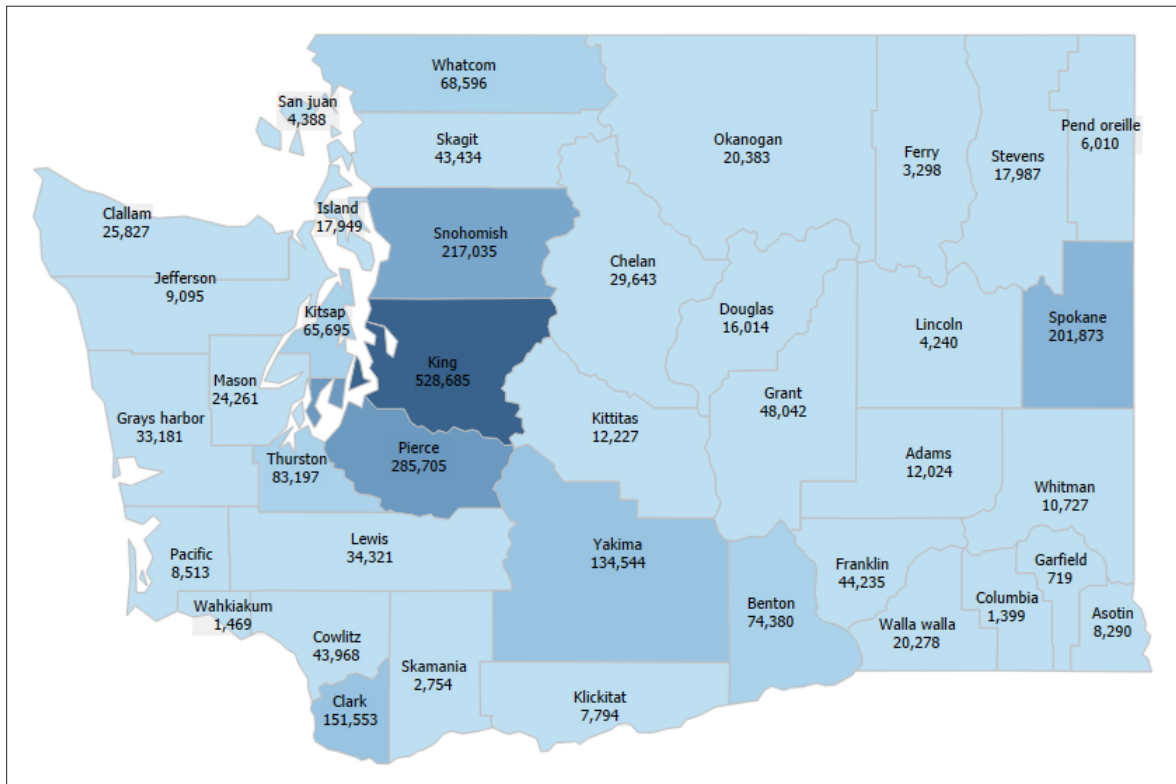 Whatcom
68,596
San juan
4,388
Skagit
43,434
Okanogan
20,383
Ferry
3,298
Stevens
17,987
Pend oreille
6,010
Clallam
25,827
Island
17,949
Snohomish
217,035
Chelan
29,643
Jefferson
9,095
Kitsap
65,695
Douglas
16,014
Lincoln
4,240
Spokane
201,873
King
528,685
Mason
24,261
Grant
48,042
Grays harbor
33,181
Kittitas
12,227
Pierce
285,705
Thurston
83,197
Adams
12,024
Whitman
10,727
Lewis
34,321
Yakima
134,544
Pacific
8,513
Franklin
44,235
Garfield
719
Wahkiakum
1,469
Benton
74,380
Columbia
1,399
Asotin
8,290
Walla walla
20,278
Cowlitz
43,968
Skamania
2,754
Klickitat
7,794
Clark
151,553